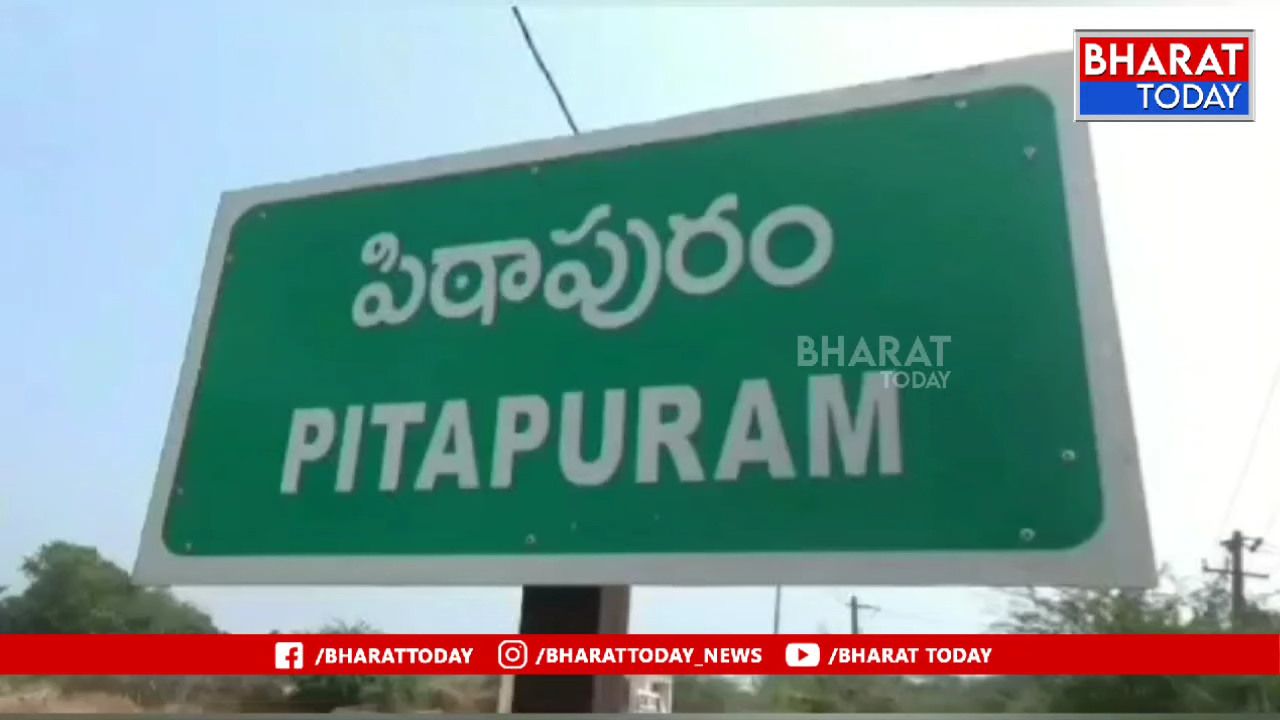 BHARAT
TODAY
పిఠాపురం
BHARAT
TODAY
PITAPURAM
/BHARATTODAY
/BHARATTODAY_NEWS
/BHARAT TODAY